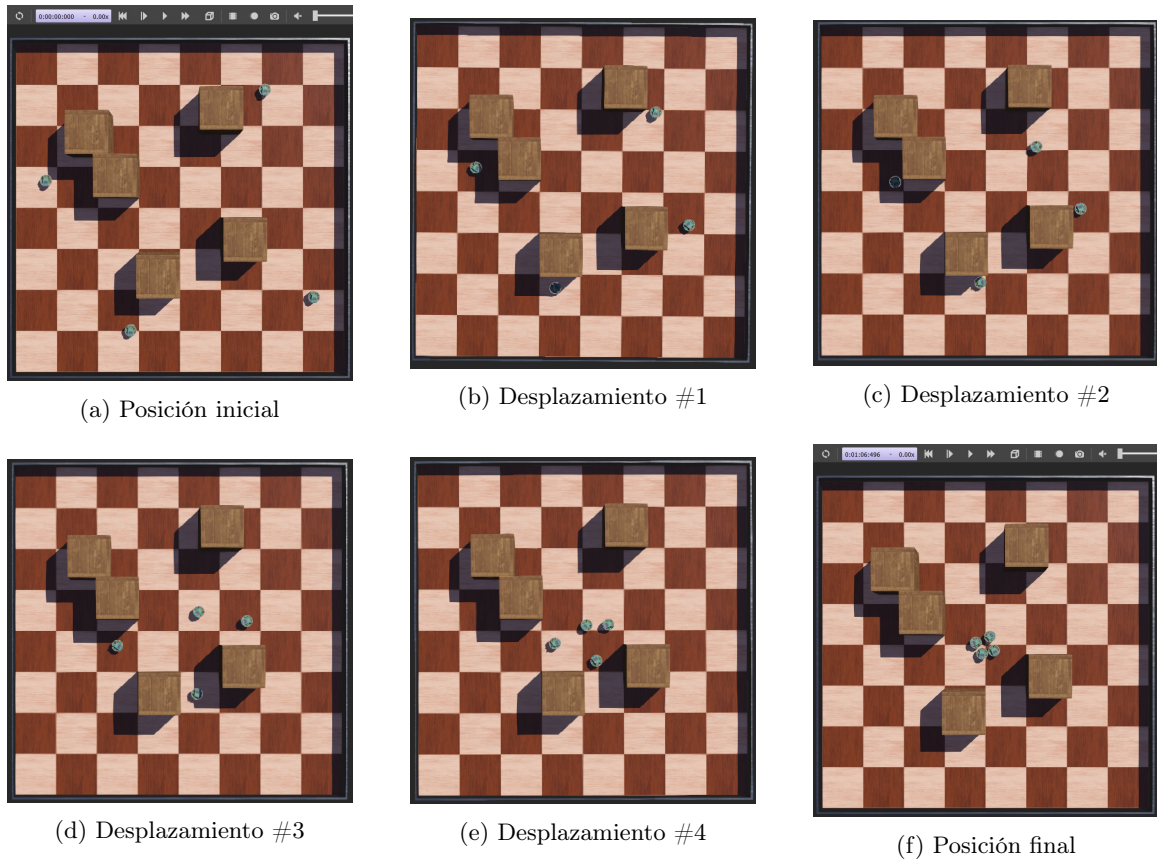 0:00:00:000 - 0.00x
(a) Posición inicial
(b) Desplazamiento #1
(c) Desplazamiento #2
0:01:06:496 - 0.00x
(d) Desplazamiento #3
(e) Desplazamiento #4
(f) Posición final